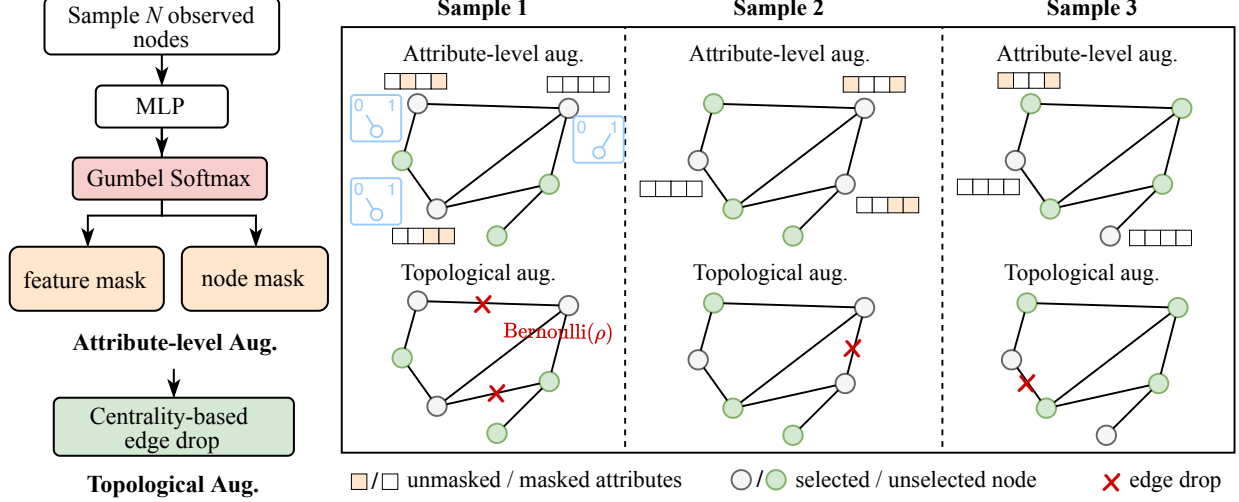 Sample N observed
nodes
MLP
Gumbel Softmax
feature mask
node mask
Attribute-level Aug.
Centrality-based
edge drop
Topological Aug.
Sample 1
Sample 2
Sample 3
Attribute-level aug.
Attribute-level aug.
Attribute-level aug.
0 1
0 1
0 1
Topological aug.
Topological aug.
Topological aug.
Bernoulli(ρ)
/ unmasked / masked attributes
/ selected / unselected node
edge drop